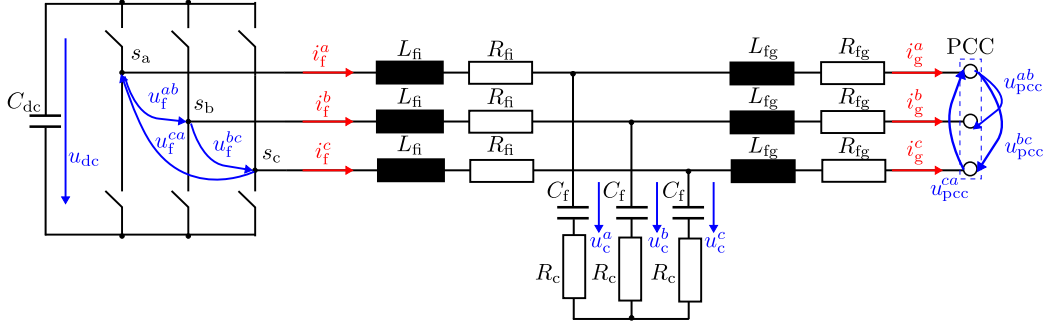 PCC
i_f^a L_fi R_fi L_fg R_fg i_g^a
s_a
u_f^ab s_b i_f^b L_fi R_fi L_fg R_fg i_g^b u_pcc^ab
C_dc
u_dc u_f^ca u_f^bc s_c i_f^c L_fi R_fi L_fg R_fg i_g^c u_pcc^bc
C_f C_f C_f u_pcc^ca
u_c^a u_c^b u_c^c
R_c R_c R_c